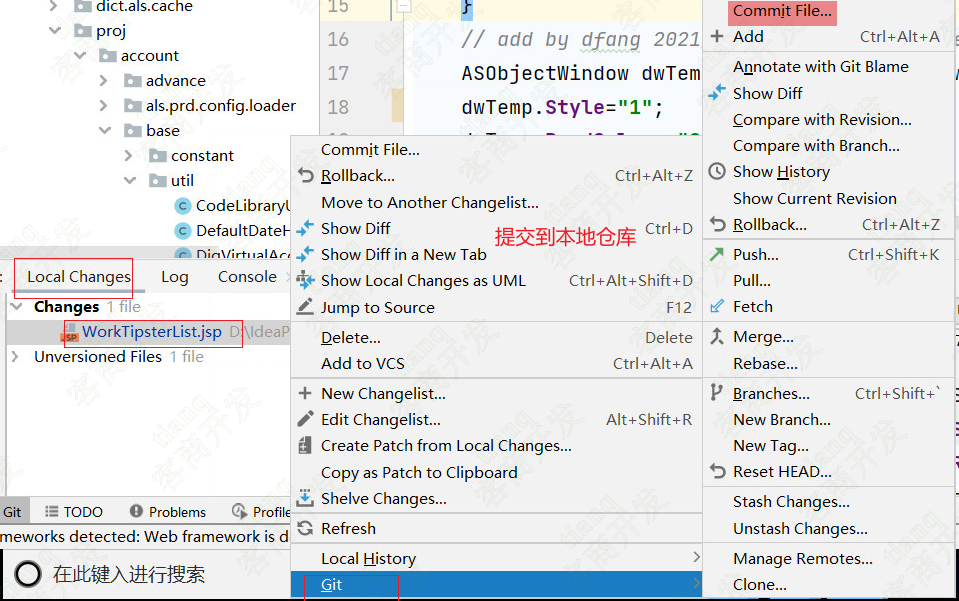 dict.als.cache
proj
account
advance
als.prd.config.loader
base
constant
util
CodeLibraryU
DefaultDateH
DigVirtualAcc
15 }
16 // add by dfang 2021
17 ASObjectWindow dwTem
18 dwTemp.Style="1";
Local Changes Log Console
Changes 1 file
WorkTipsterList.jsp D:\IdeaP
Unversioned Files 1 file
Git TODO Problems Profile
meworks detected: Web framework is de
在此键入进行搜索
Commit File...
Rollback... Ctrl+Alt+Z
Move to Another Changelist...
Show Diff Ctrl+D
提交到本地仓库
Show Diff in a New Tab
Show Local Changes as UML Ctrl+Alt+Shift+D
Jump to Source F12
Delete... Delete
Add to VCS Ctrl+Alt+A
New Changelist...
Edit Changelist... Alt+Shift+R
Create Patch from Local Changes...
Copy as Patch to Clipboard
Shelve Changes...
Refresh
Local History
Git
Commit File...
Add Ctrl+Alt+A
Annotate with Git Blame
Show Diff
Compare with Revision...
Compare with Branch...
Show History
Show Current Revision
Rollback... Ctrl+Alt+Z
Push... Ctrl+Shift+K
Pull...
Fetch
Merge...
Rebase...
Branches... Ctrl+Shift+`
New Branch...
New Tag...
Reset HEAD...
Stash Changes...
Unstash Changes...
Manage Remotes...
Clone...